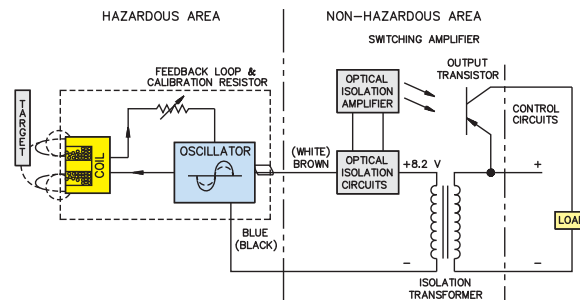 HAZARDOUS AREA
NON-HAZARDOUS AREA
SWITCHING AMPLIFIER
OUTPUT
TRANSISTOR
FEEDBACK LOOP &
CALIBRATION RESISTOR
OPTICAL
ISOLATION
AMPLIFIER
TARGET
CONTROL
CIRCUITS
COIL
OSCILLATOR
(WHITE)
BROWN
OPTICAL
ISOLATION
CIRCUITS
+8.2 V
+
BLUE
(BLACK)
LOAD
–
–
ISOLATION
TRANSFORMER